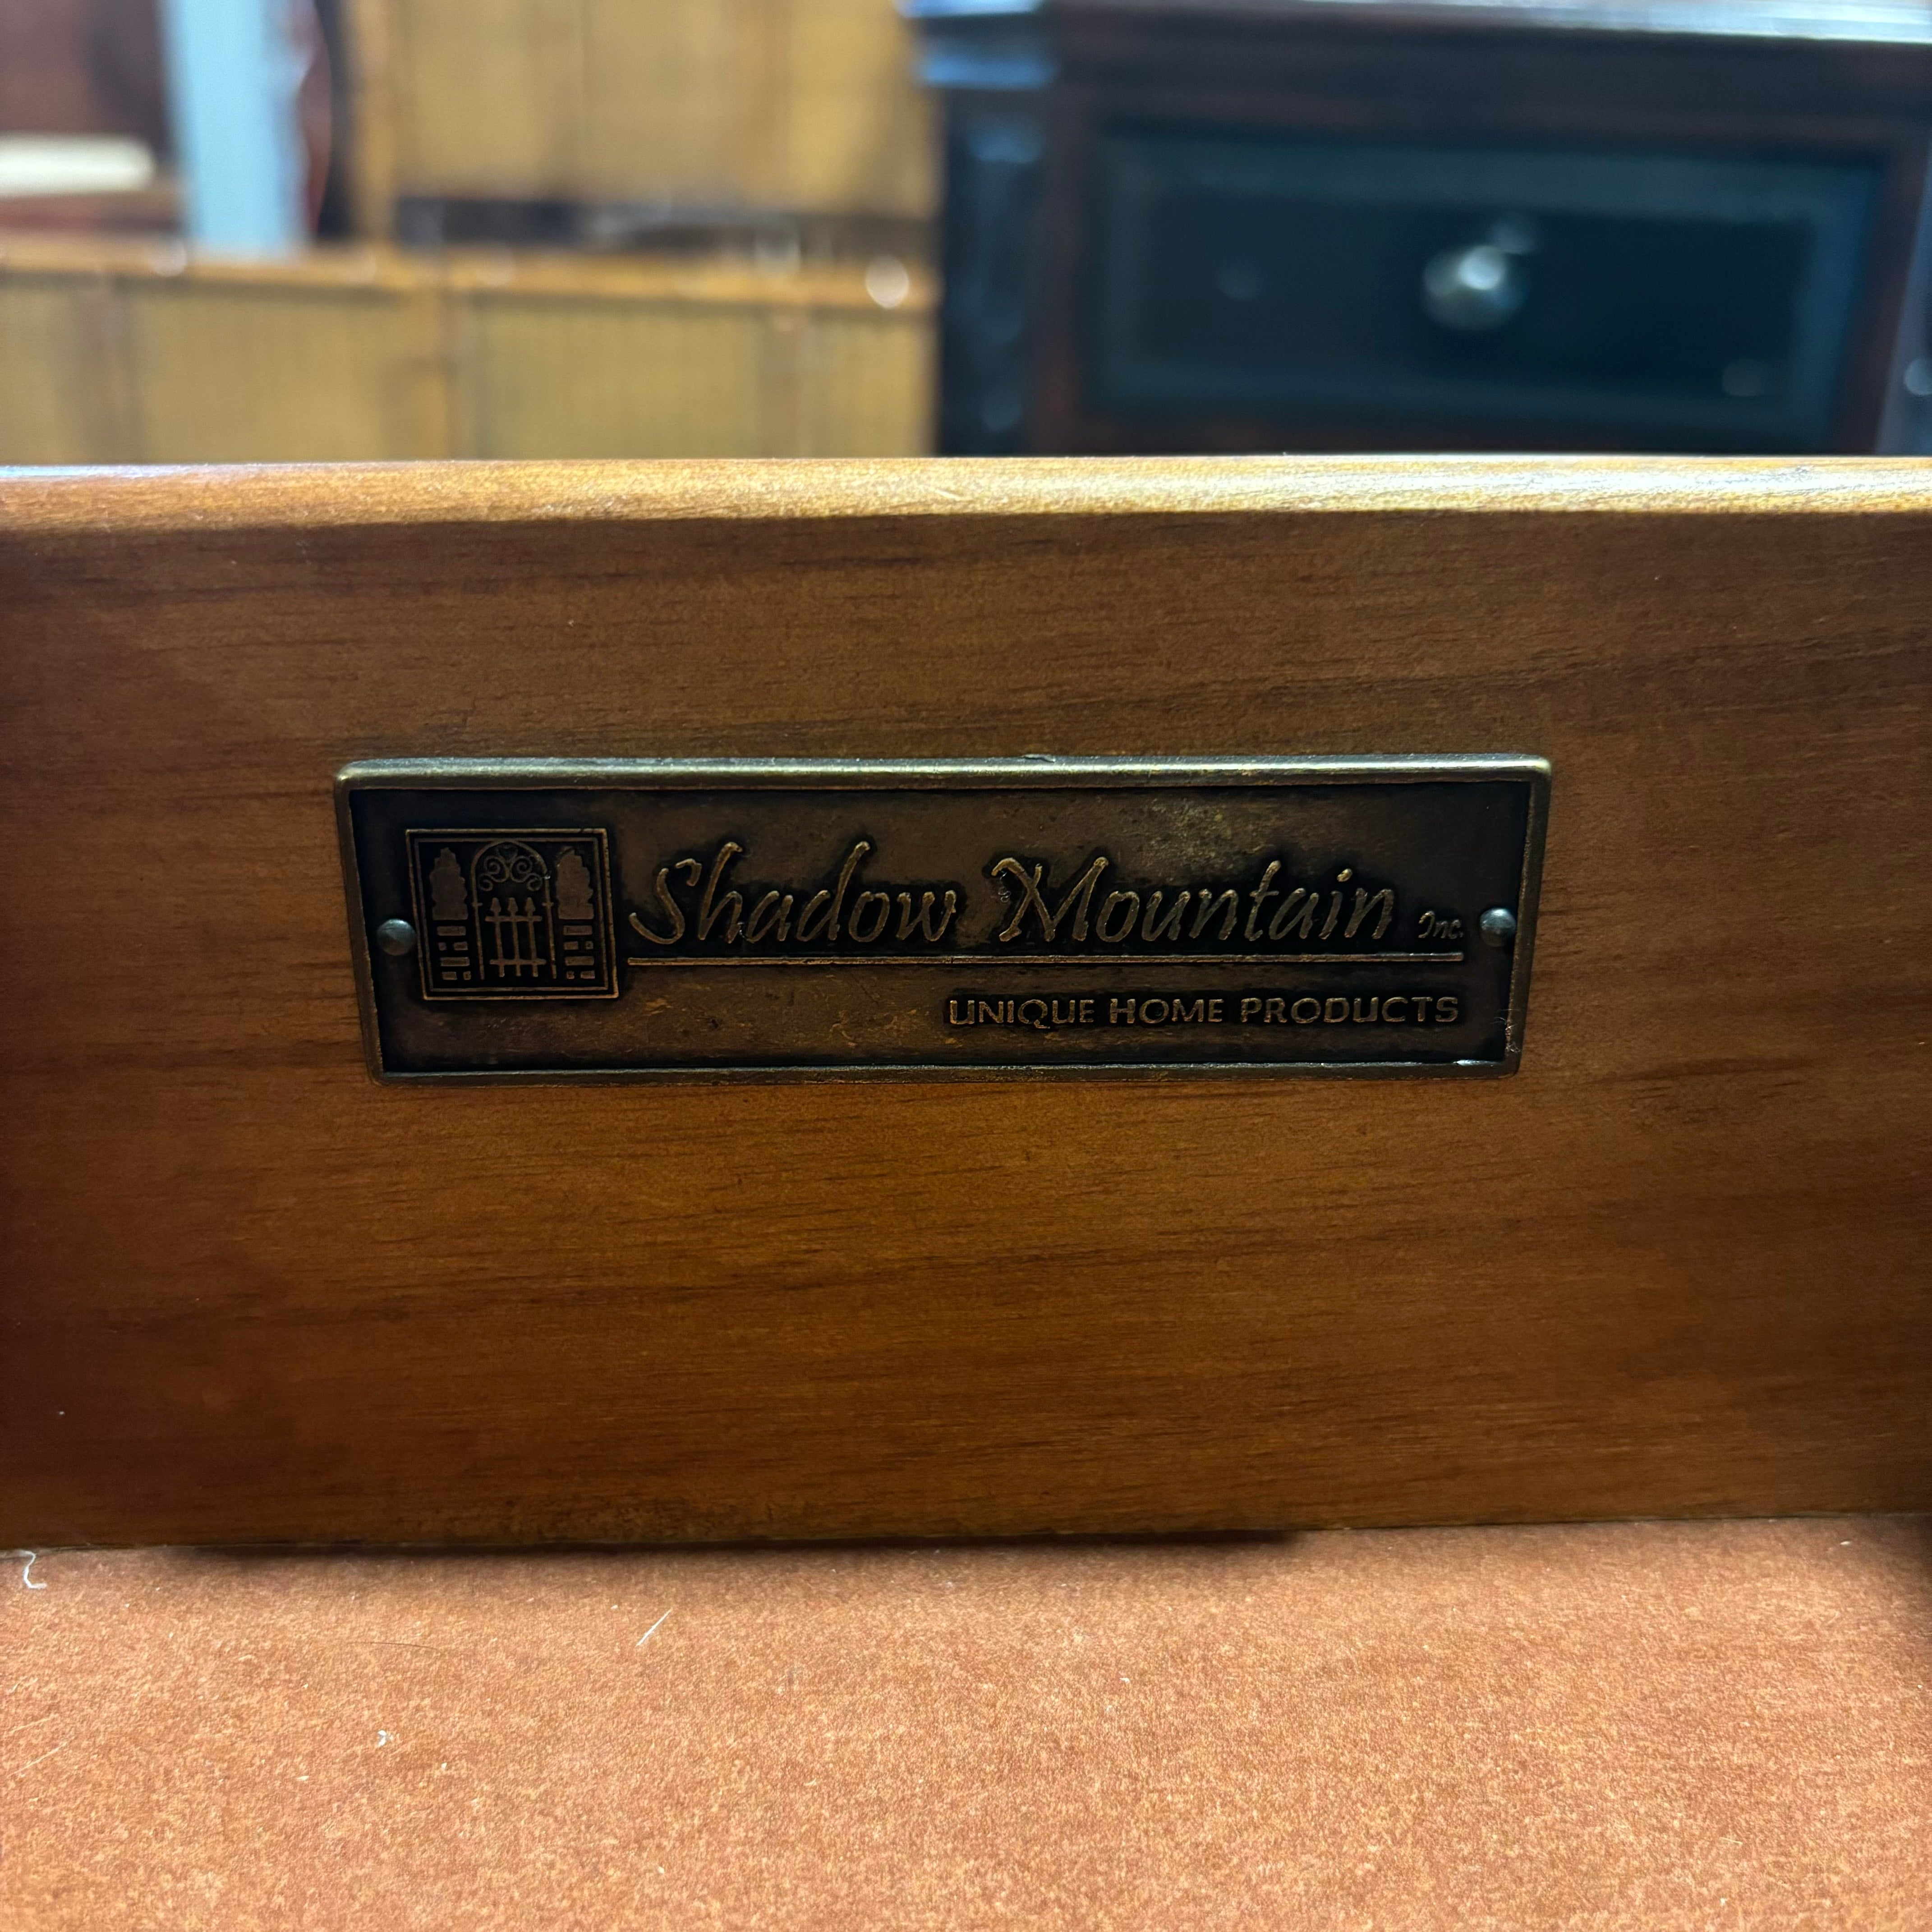 Shadow Mountain Inc.
UNIQUE HOME PRODUCTS